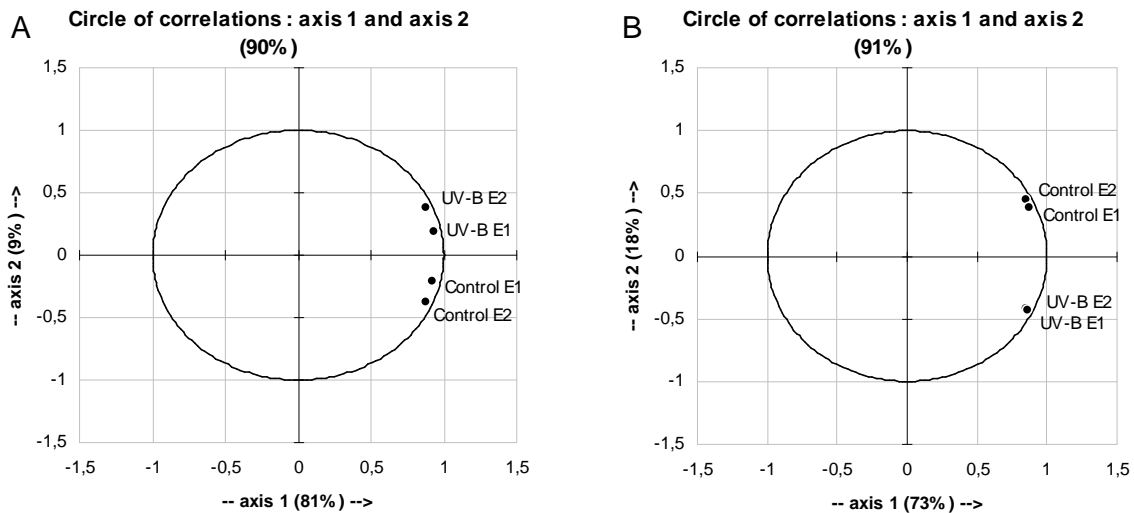 A
Circle of correlations : axis 1 and axis 2
(90% )
1,5
1
0,5
0
-0,5
-1
-1,5
-1,5 -1 -0,5 0 0,5 1 1,5
-- axis 2 (9% ) -->
-- axis 1 (81% ) -->
UV-B E2
UV-B E1
Control E1
Control E2
B
Circle of correlations : axis 1 and axis 2
(91% )
1,5
1
0,5
0
-0,5
-1
-1,5
-1,5 -1 -0,5 0 0,5 1 1,5
-- axis 2 (18% ) -->
-- axis 1 (73% ) -->
Control E2
Control E1
UV-B E2
UV-B E1